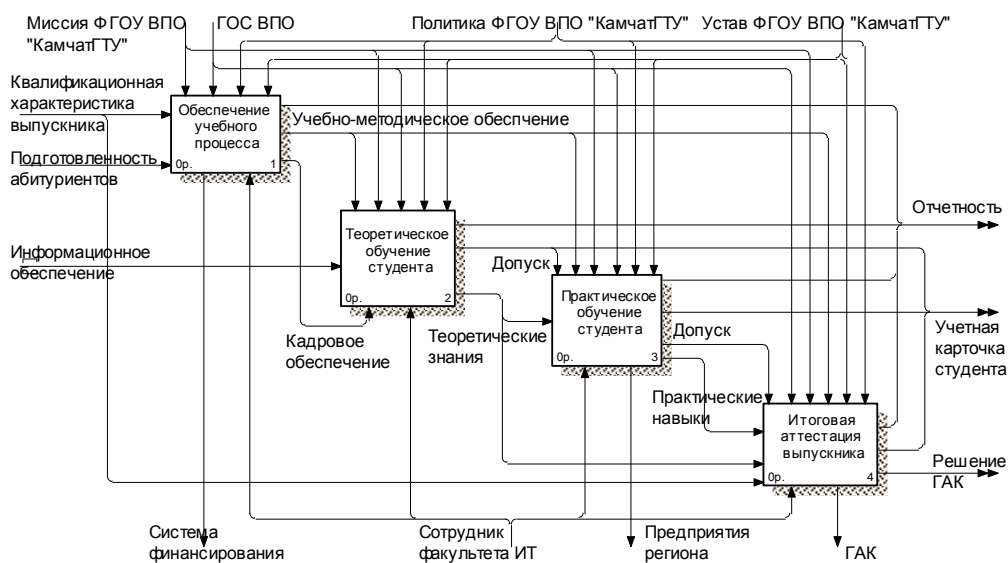 Миссия ФГОУ ВПО
"КамчатГТУ"
ГОС ВПО
Политика ФГОУ ВПО "КамчатГТУ"
Устав ФГОУ ВПО "КамчатГТУ"
Квалификационная
характеристика
выпускника
Подготовленность
абитуриентов
Обеспечение
учебного
процесса
0р.
1
Учебно-методическое обеспчение
Информационное
обеспечение
Теоретическое
обучение
студента
0р.
2
Отчетность
Допуск
Кадровое
обеспечение
Теоретические
знания
Практическое
обучение
студента
0р.
3
Допуск
Учетная
карточка
студента
Практические
навыки
Итоговая
аттестация
выпускника
0р.
4
Решение
ГАК
Система
финансирования
Сотрудник
факультета ИТ
Предприятия
региона
ГАК